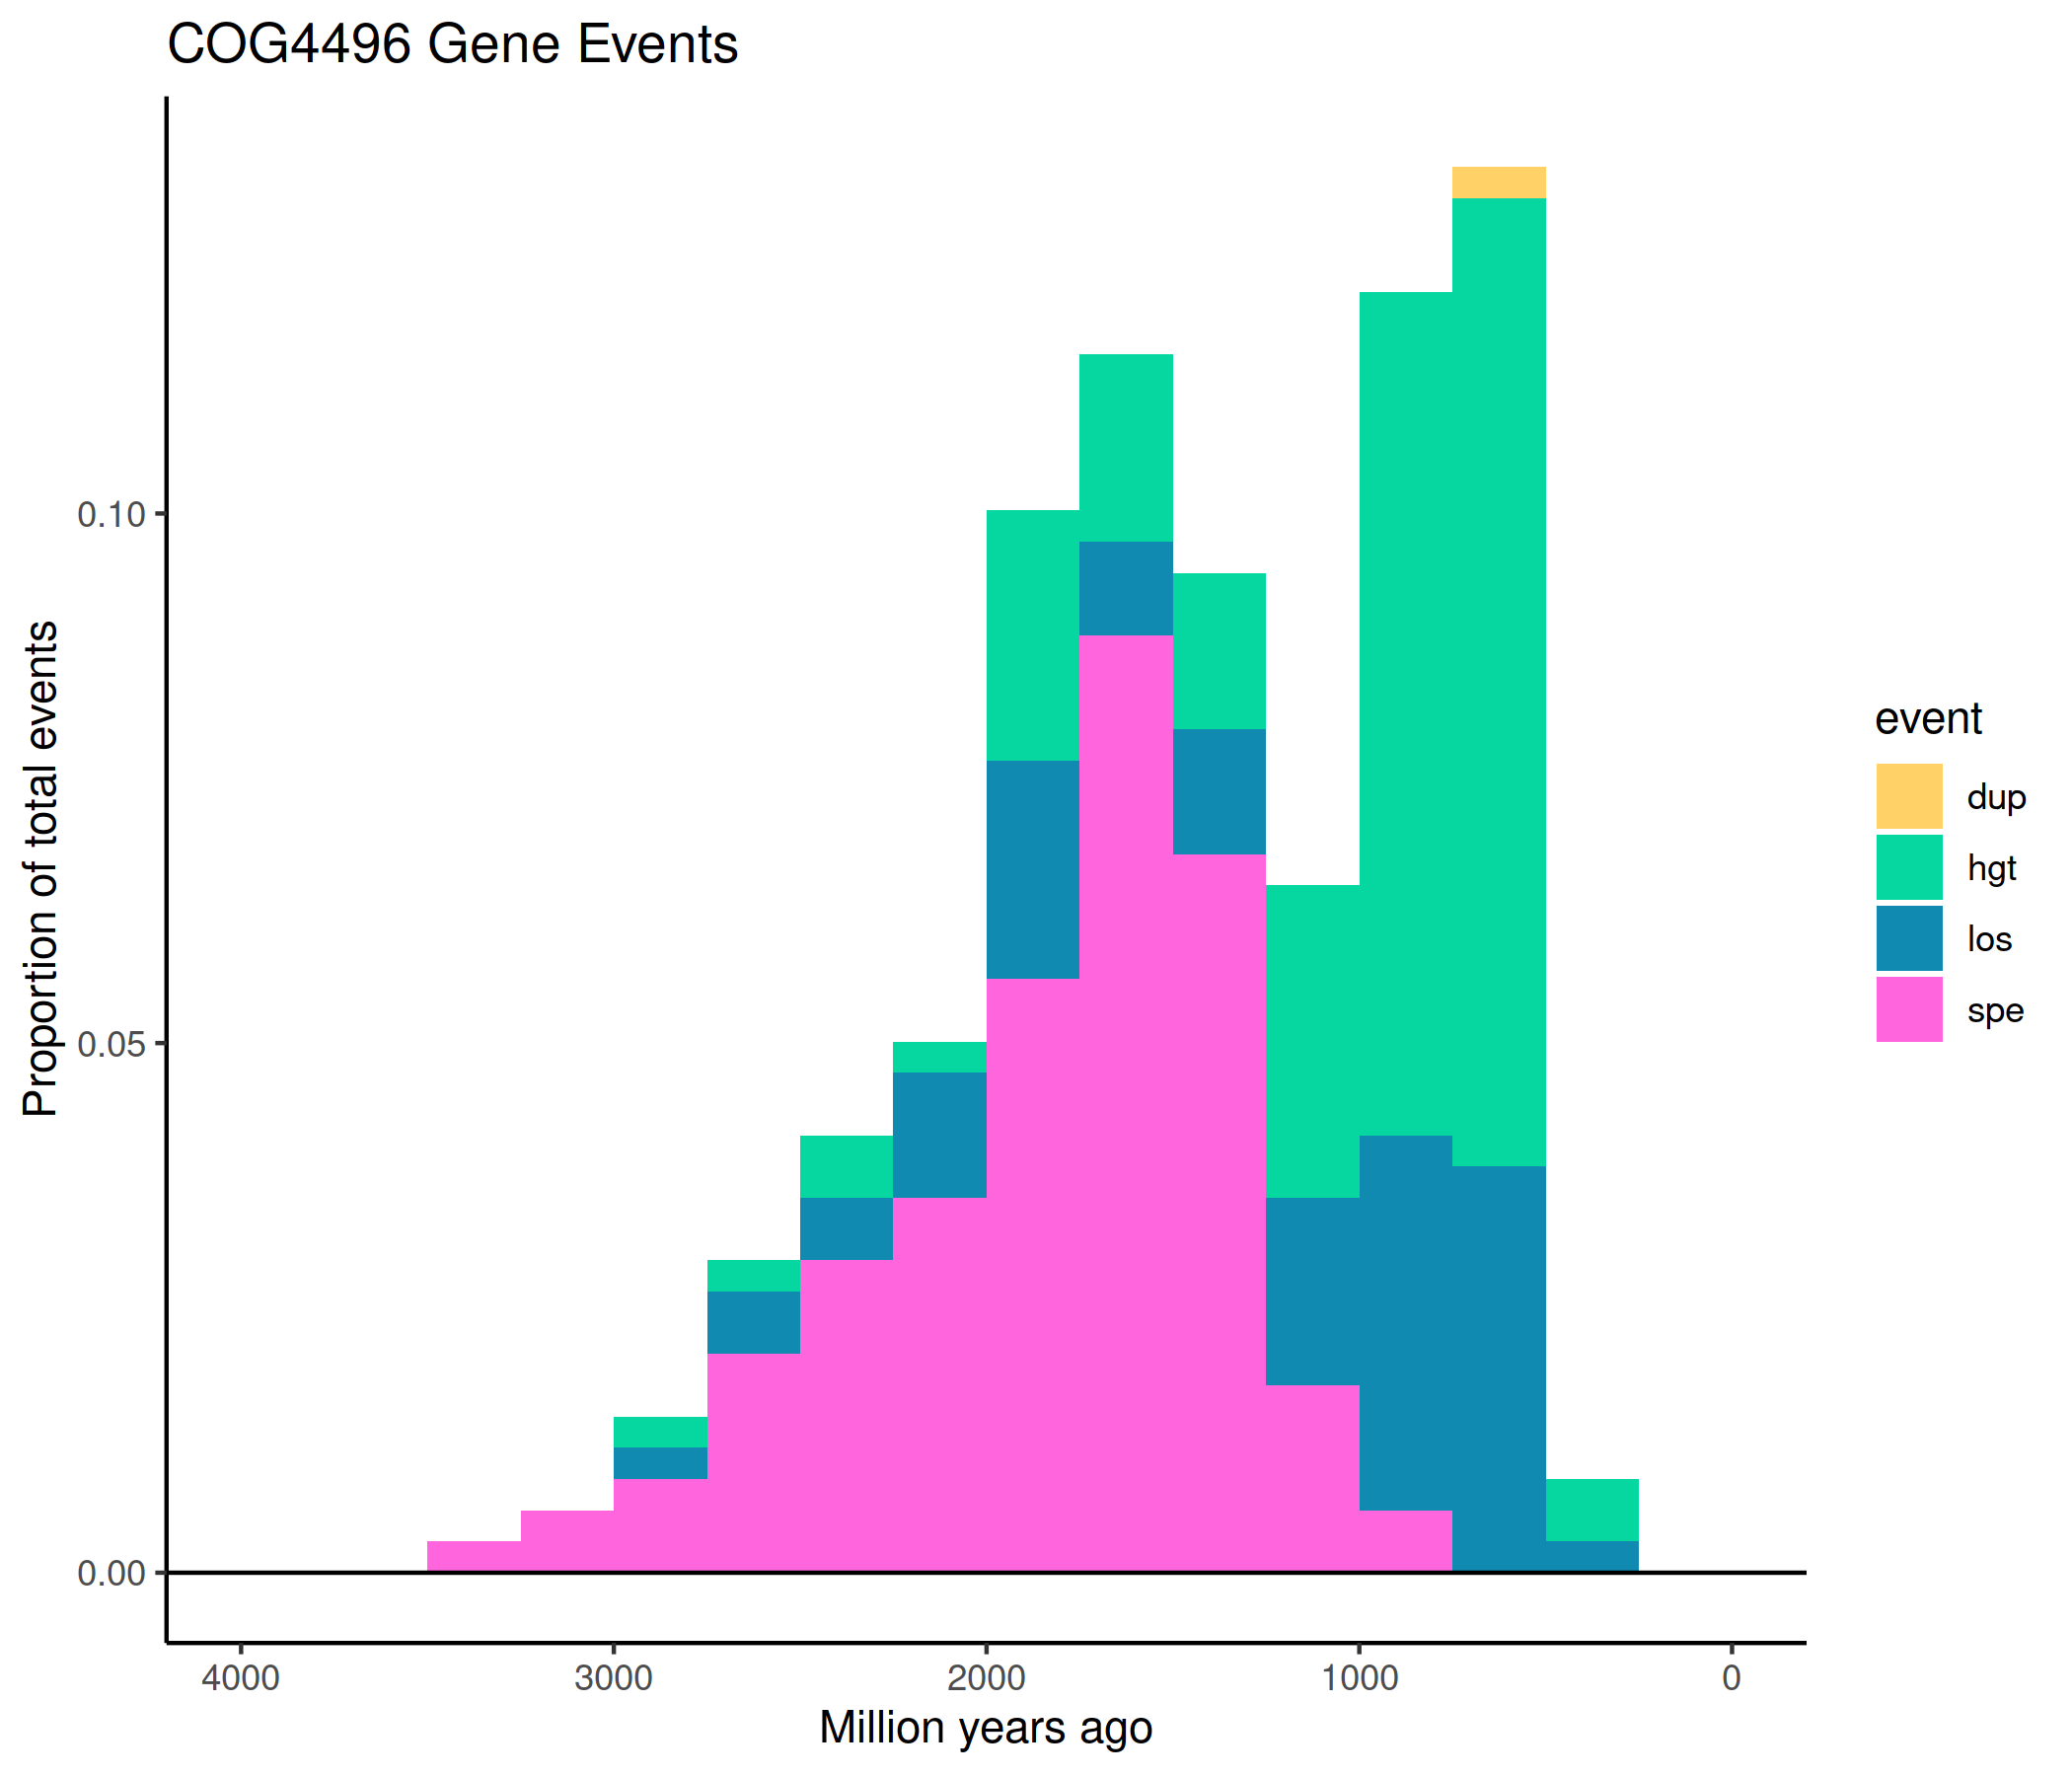 COG4496 Gene Events
Proportion of total events
0.10
0.05
0.00
4000
3000
2000
1000
0
Million years ago
event
dup
hgt
los
spe